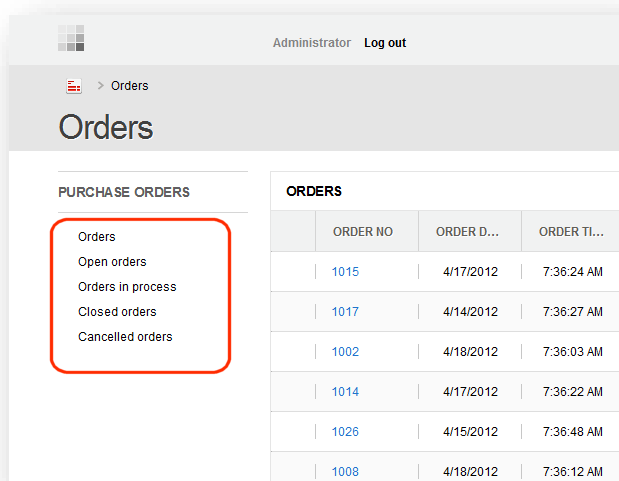 Administrator Log out
> Orders
Orders
PURCHASE ORDERS
Orders
Open orders
Orders in process
Closed orders
Cancelled orders
ORDERS
ORDER NO ORDER D... ORDER TI...
1015 4/17/2012 7:36:24 AM
1017 4/14/2012 7:36:27 AM
1002 4/18/2012 7:36:03 AM
1014 4/17/2012 7:36:22 AM
1026 4/15/2012 7:36:48 AM
1008 4/18/2012 7:36:12 AM